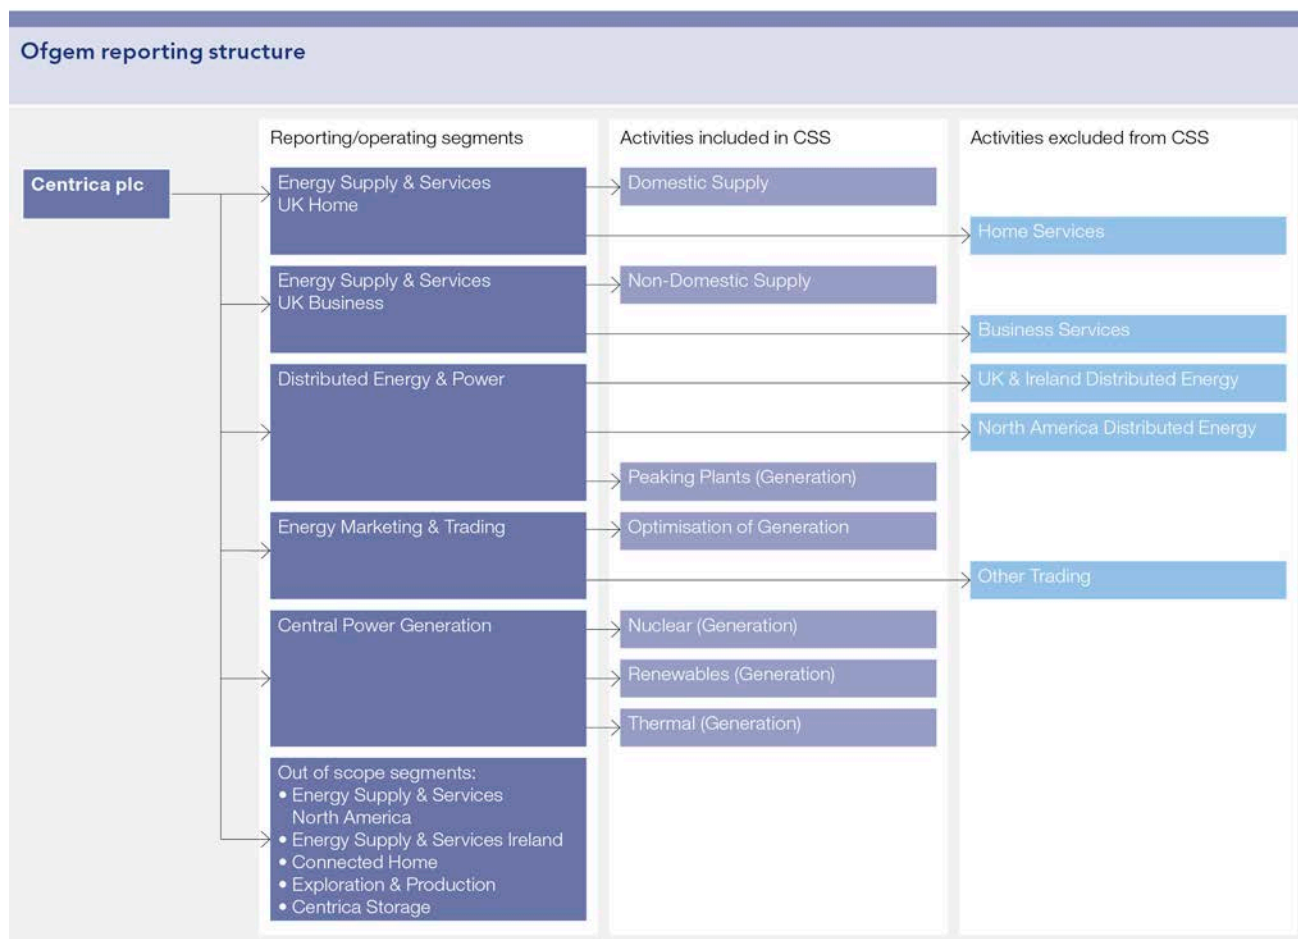 Ofgem reporting structure
Reporting/operating segments
Activities included in CSS
Activities excluded from CSS
Centrica plc
Energy Supply & Services
UK Home
Domestic Supply
Home Services
Energy Supply & Services
UK Business
Non-Domestic Supply
Business Services
Distributed Energy & Power
UK & Ireland Distributed Energy
North America Distributed Energy
Peaking Plants (Generation)
Energy Marketing & Trading
Optimisation of Generation
Other Trading
Central Power Generation
Nuclear (Generation)
Renewables (Generation)
Thermal (Generation)
Out of scope segments:
• Energy Supply & Services
North America
• Energy Supply & Services Ireland
• Connected Home
• Exploration & Production
• Centrica Storage